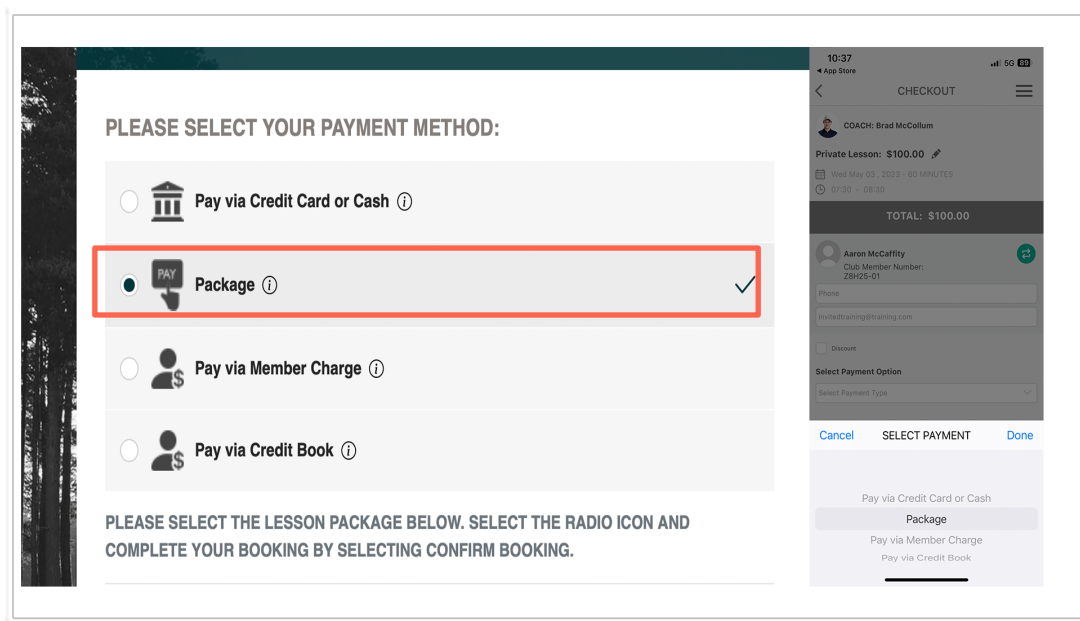 PLEASE SELECT YOUR PAYMENT METHOD:
Pay via Credit Card or Cash i
PAY
Package i
Pay via Member Charge i
$
Pay via Credit Book i
$
PLEASE SELECT THE LESSON PACKAGE BELOW. SELECT THE RADIO ICON AND
COMPLETE YOUR BOOKING BY SELECTING CONFIRM BOOKING.
10:37
5G 89
App Store
CHECKOUT
COACH: Brad McCollum
Private Lesson: $100.00
Wed May 03 , 2023 - 60 MINUTES
07:30 - 08:30
TOTAL: $100.00
Aaron McCaffity
Club Member Number:
Z8H25-01
Phone
invitedtraining@training.com
Discount
Select Payment Option
Select Payment Type
Cancel SELECT PAYMENT Done
Pay via Credit Card or Cash
Package
Pay via Member Charge
Pay via Credit Book